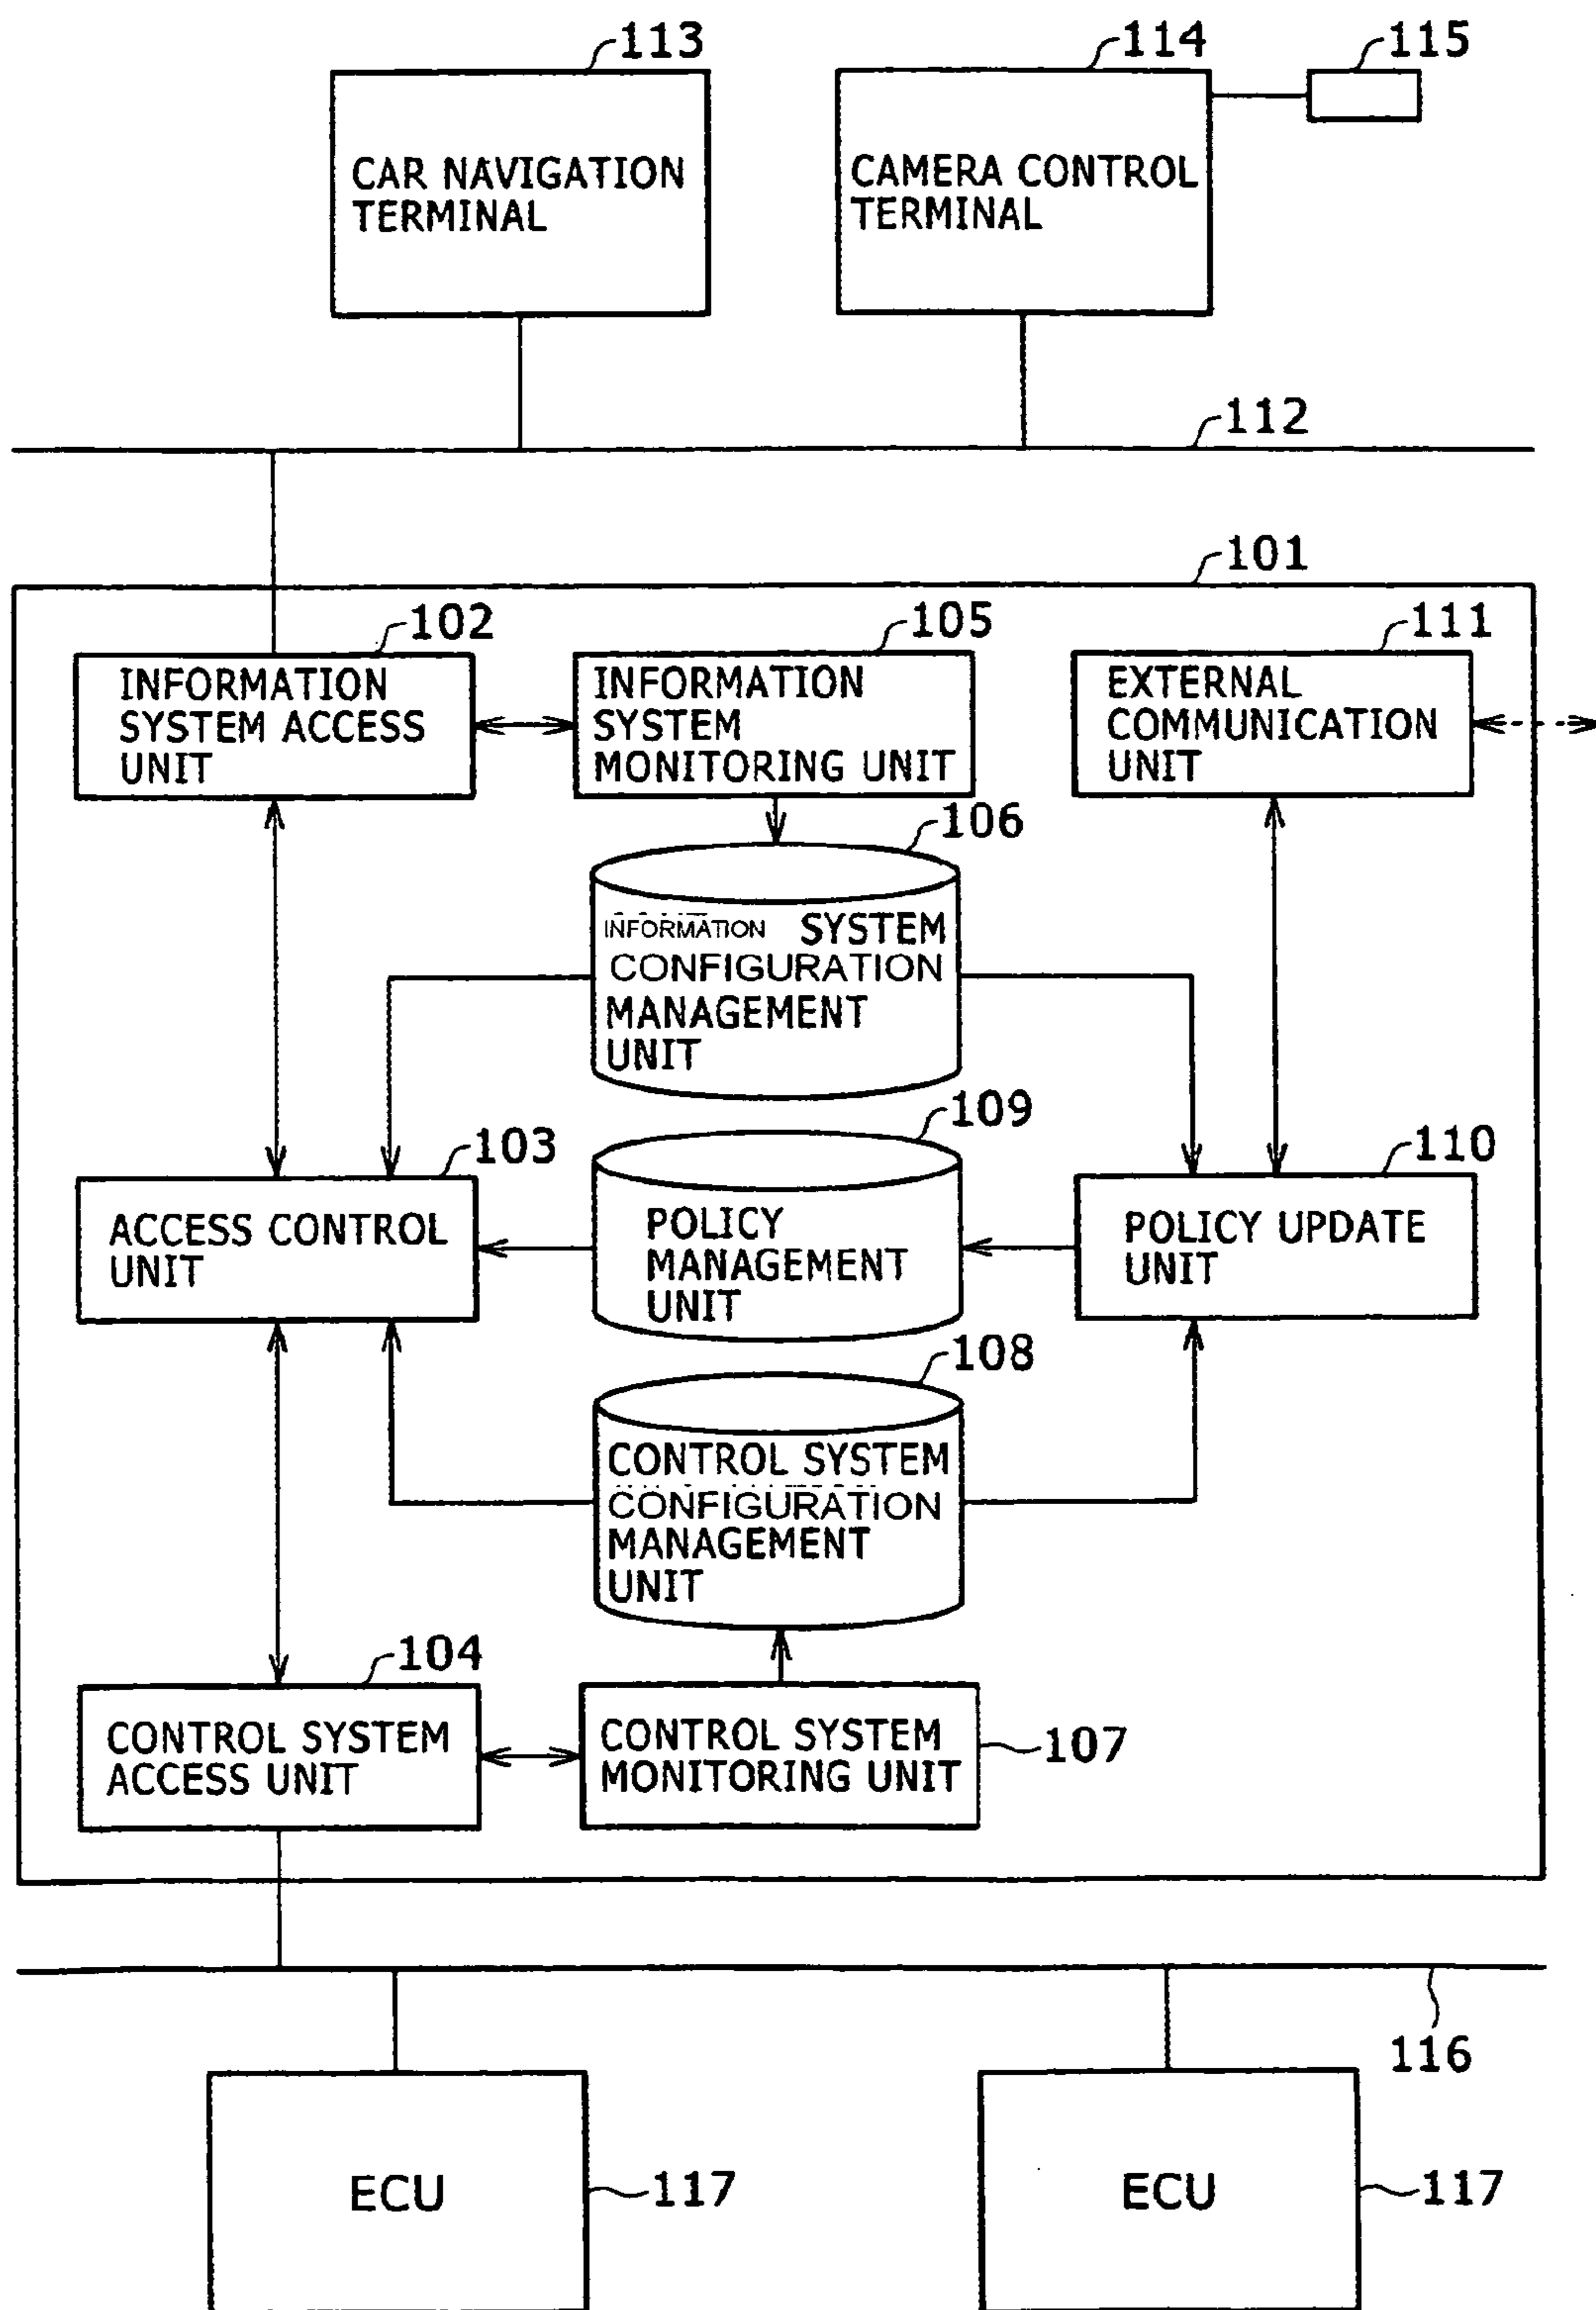 113
114
115
CAR NAVIGATION
TERMINAL
CAMERA CONTROL
TERMINAL
112
101
102
105
111
INFORMATION
SYSTEM ACCESS
UNIT
INFORMATION
SYSTEM
MONITORING UNIT
EXTERNAL
COMMUNICATION
UNIT
106
INFORMATION SYSTEM
CONFIGURATION
MANAGEMENT
UNIT
109
103
110
ACCESS CONTROL
UNIT
POLICY
MANAGEMENT
UNIT
POLICY UPDATE
UNIT
108
CONTROL SYSTEM
CONFIGURATION
MANAGEMENT
UNIT
104
CONTROL SYSTEM
ACCESS UNIT
CONTROL SYSTEM
MONITORING UNIT
107
116
ECU
117
ECU
117